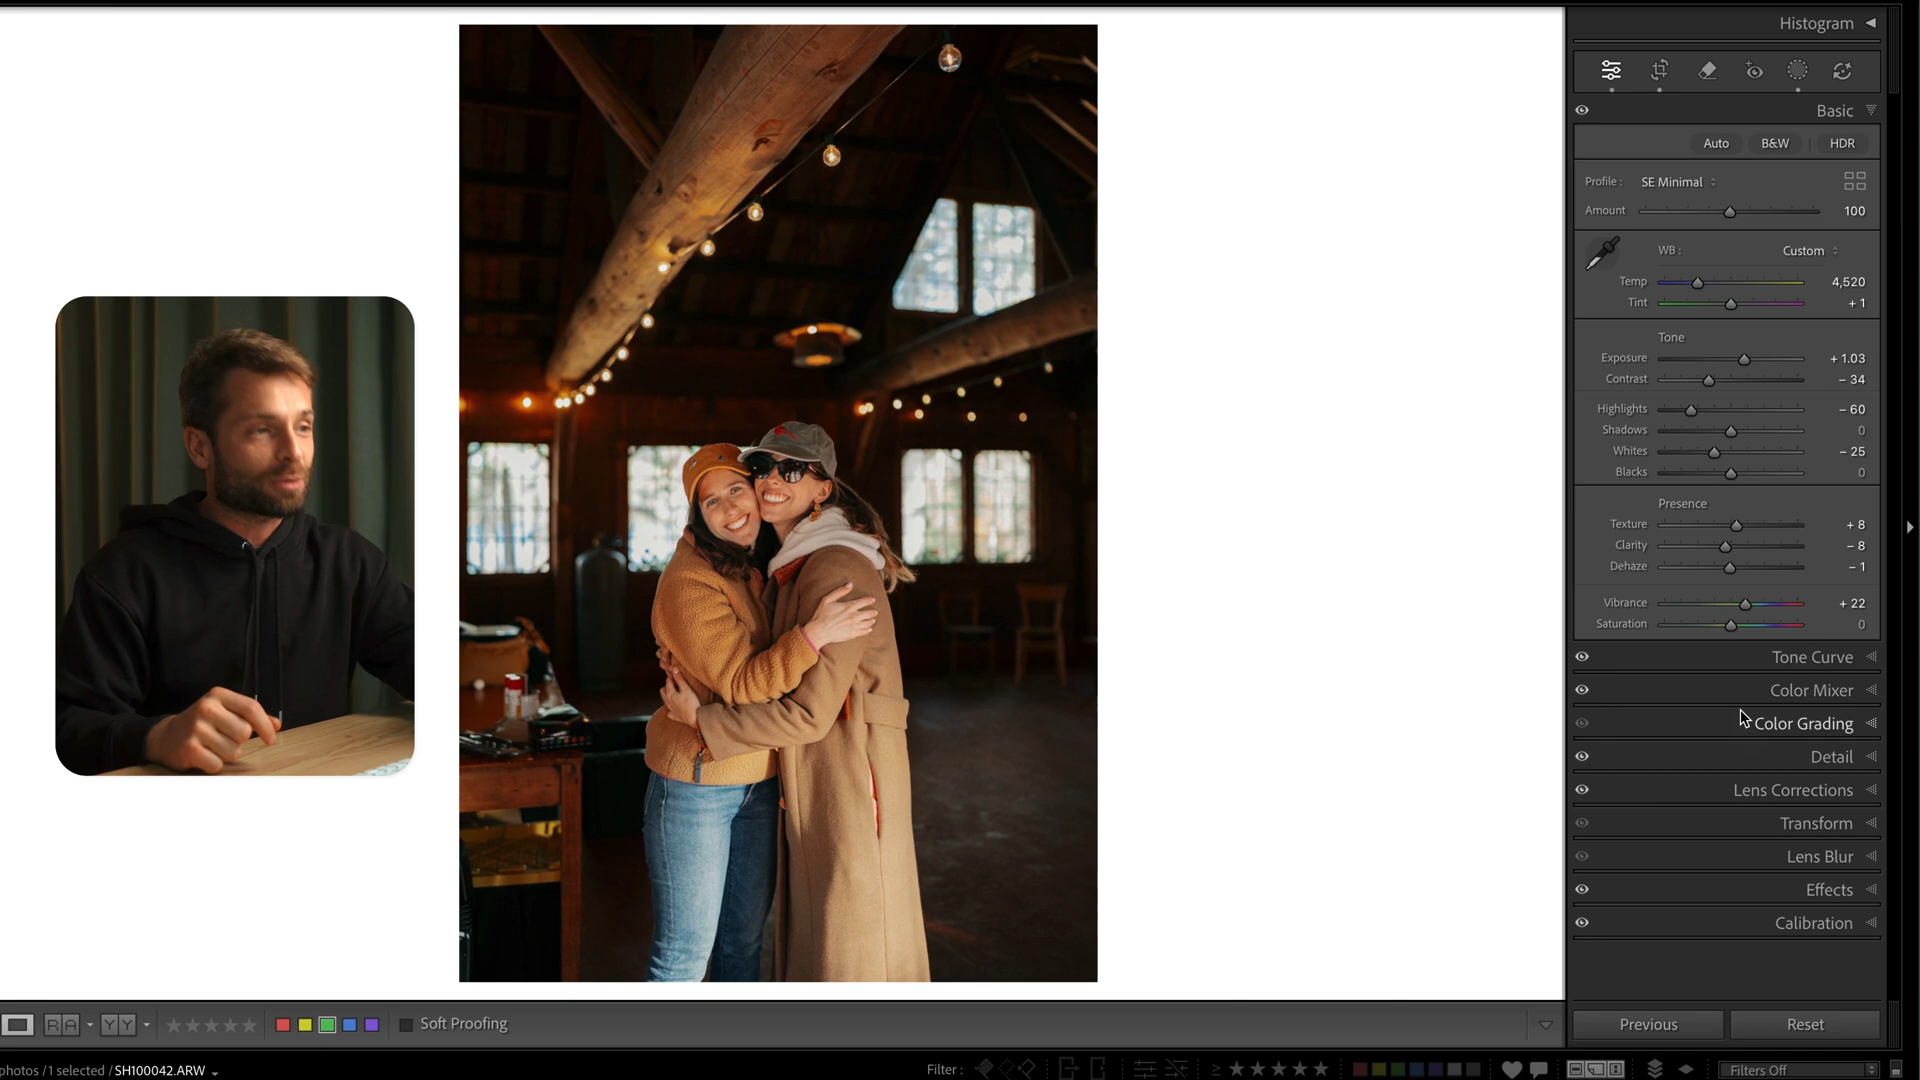 Histogram
Basic
Auto B&W HDR
Profile : SE Minimal
Amount 100
WB : Custom
Temp 4,520
Tint + 1
Tone
Exposure + 1.03
Contrast – 34
Highlights – 60
Shadows 0
Whites – 25
Blacks 0
Presence
Texture + 8
Clarity – 8
Dehaze – 1
Vibrance + 22
Saturation 0
Tone Curve
Color Mixer
Color Grading
Detail
Lens Corrections
Transform
Lens Blur
Effects
Calibration
R A Y Y Soft Proofing Previous Reset
photos / 1 selected / SH100042.ARW Filter : ≥ Filters Off